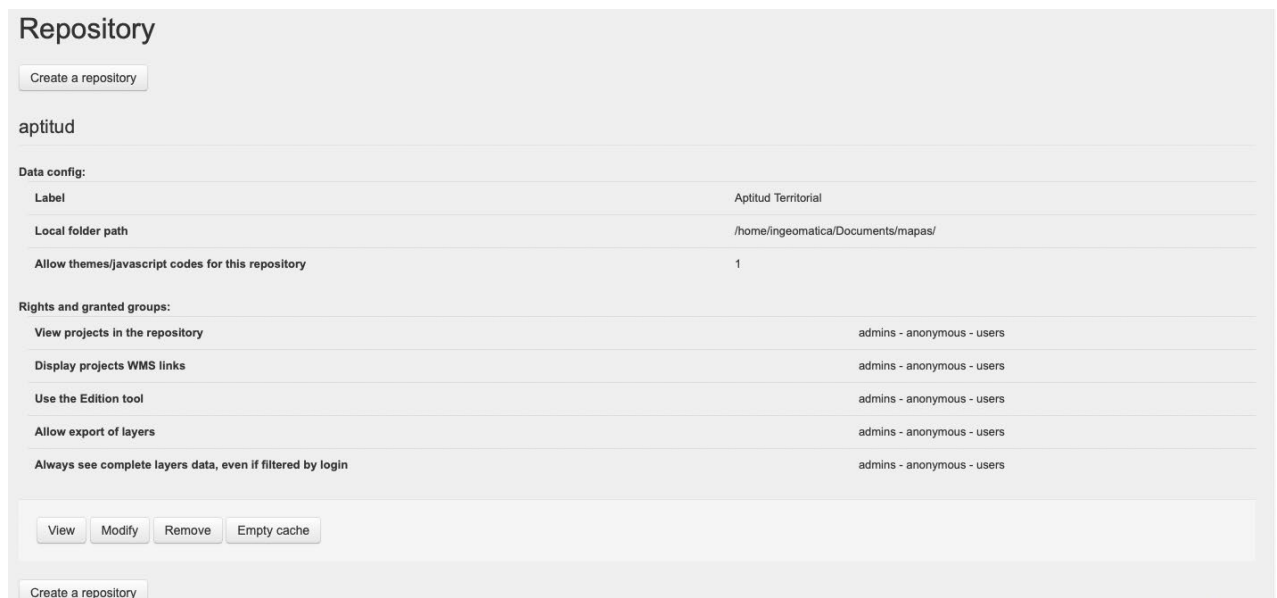 Repository
Create a repository
aptitud
Data config:
Label Aptitud Territorial
Local folder path /home/ingeomatica/Documents/mapas/
Allow themes/javascript codes for this repository 1
Rights and granted groups:
View projects in the repository admins - anonymous - users
Display projects WMS links admins - anonymous - users
Use the Edition tool admins - anonymous - users
Allow export of layers admins - anonymous - users
Always see complete layers data, even if filtered by login admins - anonymous - users
View Modify Remove Empty cache
Create a repository